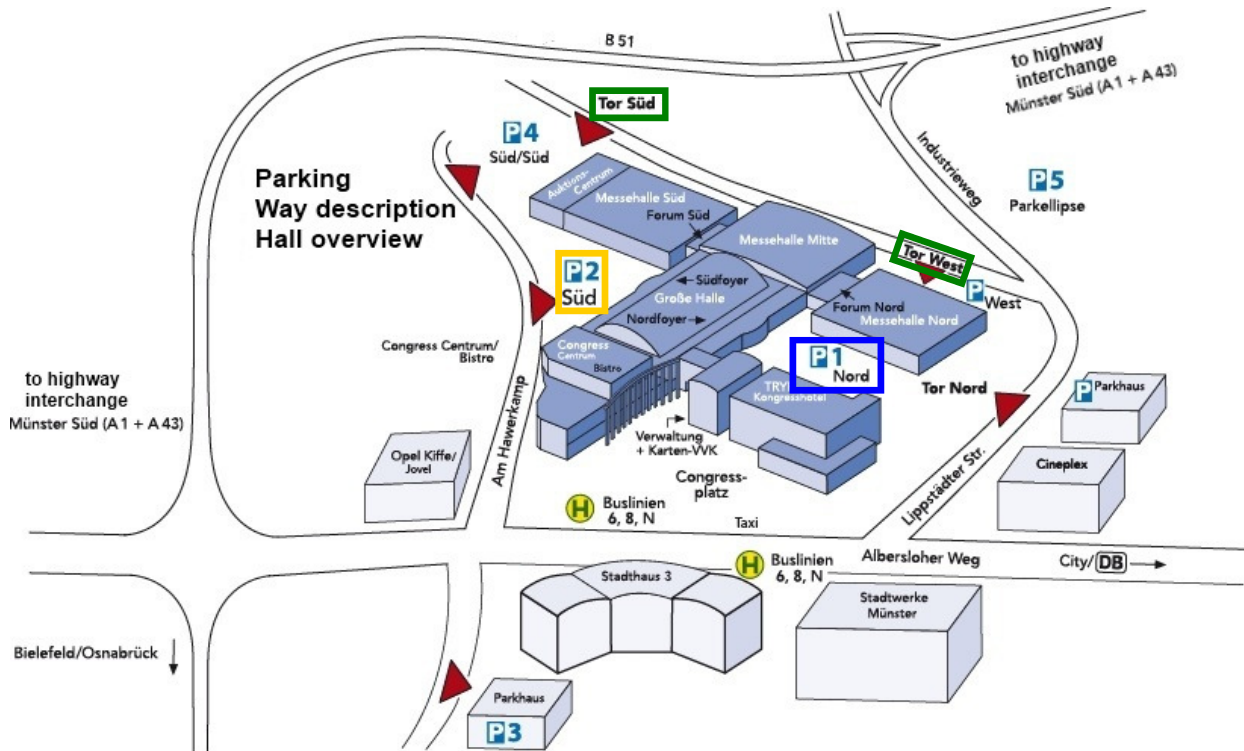 B 51
to highway
interchange
Münster Süd (A 1 + A 43)
Tor Süd
P4
Süd/Süd
Industrieweg
P5
Parkellipse
Parking
Way description
Hall overview
Auktions-
Centrum
Messehalle Süd
Forum Süd
Messehalle Mitte
Tor West
P2
Süd
Südfoyer
Große Halle
Nordfoyer
P
West
Forum Nord
Messehalle Nord
Congress Centrum/
Bistro
Congress
Centrum
Bistro
P1
Nord
to highway
interchange
Münster Süd (A 1 + A 43)
Tor Nord
P
Parkhaus
Kongresshotel
Am Hawerkamp
Verwaltung
+ Karten-VVK
Opel Kiffe/
Jovel
Congress-
platz
Lippstädter Str.
Cineplex
H
Buslinien
6, 8, N
Taxi
Albersloher Weg
City/DB
H
Buslinien
6, 8, N
Stadthaus 3
Stadtwerke
Münster
Bielefeld/Osnabrück
Parkhaus
P3